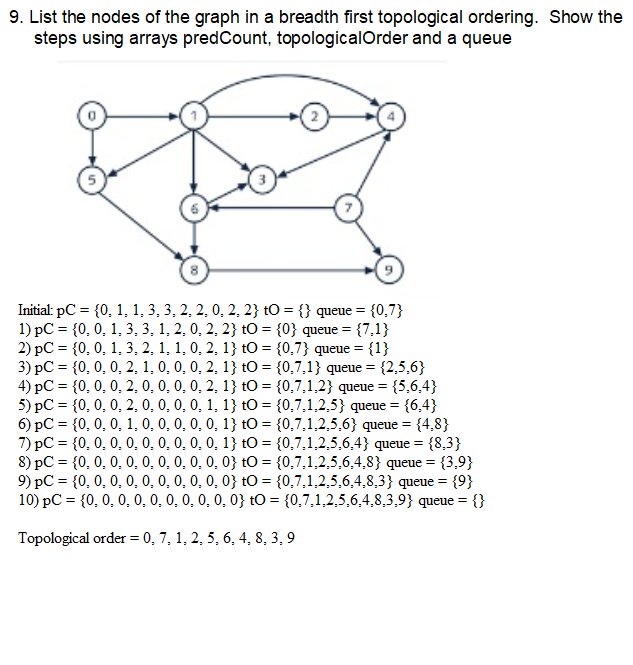 9. List the nodes of the graph in a breadth first topological ordering. Show the
steps using arrays predCount, topologicalOrder and a queue
0
1
2
4
5
3
6
7
8
9
Initial: pC = {0, 1, 1, 3, 3, 2, 2, 0, 2, 2} tO = {} queue = {0,7}
1) pC = {0, 0, 1, 3, 3, 1, 2, 0, 2, 2} tO = {0} queue = {7,1}
2) pC = {0, 0, 1, 3, 2, 1, 1, 0, 2, 1} tO = {0,7} queue = {1}
3) pC = {0, 0, 0, 2, 1, 0, 0, 0, 2, 1} tO = {0,7,1} queue = {2,5,6}
4) pC = {0, 0, 0, 2, 0, 0, 0, 0, 2, 1} tO = {0,7,1,2} queue = {5,6,4}
5) pC = {0, 0, 0, 2, 0, 0, 0, 0, 1, 1} tO = {0,7,1,2,5} queue = {6,4}
6) pC = {0, 0, 0, 1, 0, 0, 0, 0, 0, 1} tO = {0,7,1,2,5,6} queue = {4,8}
7) pC = {0, 0, 0, 0, 0, 0, 0, 0, 0, 1} tO = {0,7,1,2,5,6,4} queue = {8,3}
8) pC = {0, 0, 0, 0, 0, 0, 0, 0, 0, 0} tO = {0,7,1,2,5,6,4,8} queue = {3,9}
9) pC = {0, 0, 0, 0, 0, 0, 0, 0, 0, 0} tO = {0,7,1,2,5,6,4,8,3} queue = {9}
10) pC = {0, 0, 0, 0, 0, 0, 0, 0, 0, 0} tO = {0,7,1,2,5,6,4,8,3,9} queue = {}
Topological order = 0, 7, 1, 2, 5, 6, 4, 8, 3, 9